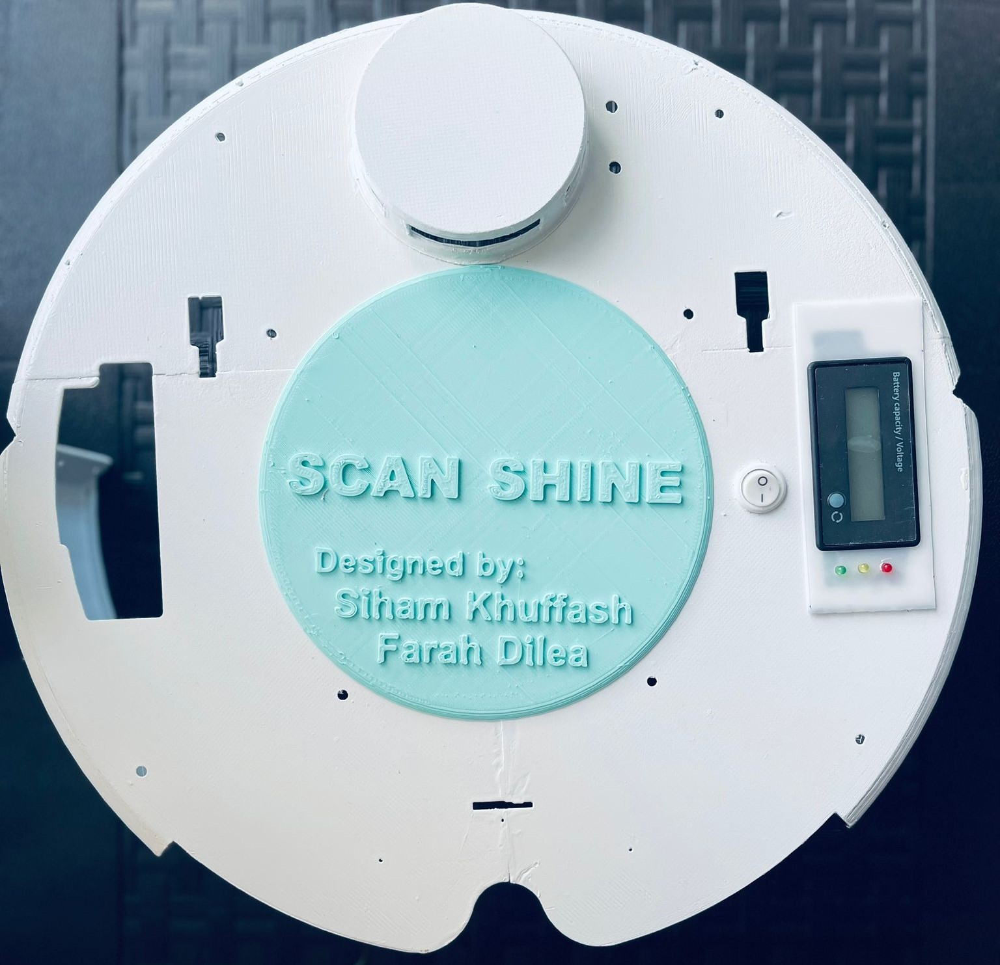 SCAN SHINE
Designed by:
Siham Khuffash
Farah Dilea
Battery capacity / Voltage